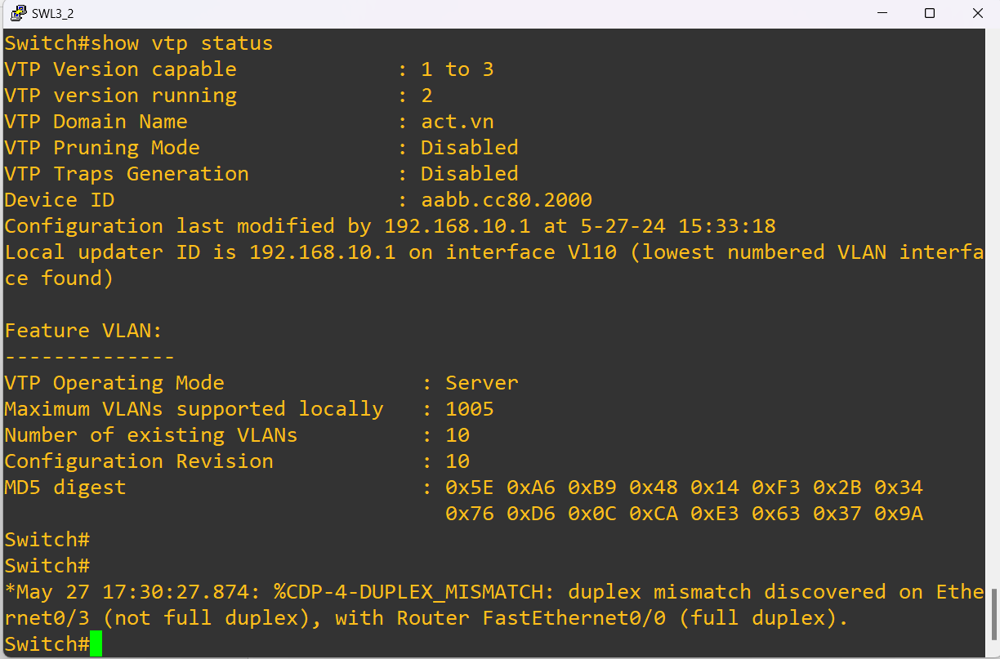 SWL3_2
Switch#show vtp status
VTP Version capable             : 1 to 3
VTP version running             : 2
VTP Domain Name                 : act.vn
VTP Pruning Mode                : Disabled
VTP Traps Generation            : Disabled
Device ID                       : aabb.cc80.2000
Configuration last modified by 192.168.10.1 at 5-27-24 15:33:18
Local updater ID is 192.168.10.1 on interface Vl10 (lowest numbered VLAN interfa
ce found)

Feature VLAN:
--------------
VTP Operating Mode                : Server
Maximum VLANs supported locally   : 1005
Number of existing VLANs          : 10
Configuration Revision            : 10
MD5 digest                        : 0x5E 0xA6 0xB9 0x48 0x14 0xF3 0x2B 0x34
                                    0x76 0xD6 0x0C 0xCA 0xE3 0x63 0x37 0x9A
Switch#
Switch#
*May 27 17:30:27.874: %CDP-4-DUPLEX_MISMATCH: duplex mismatch discovered on Ethe
rnet0/3 (not full duplex), with Router FastEthernet0/0 (full duplex).
Switch#